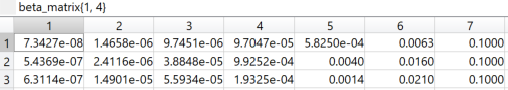 beta_matrix{1, 4}
1 2 3 4 5 6 7
1 7.3427e-08 1.4658e-06 9.7451e-06 9.7047e-05 5.8250e-04 0.0063 0.1000
2 5.4369e-07 2.4116e-06 3.8848e-05 9.9252e-04 0.0040 0.0160 0.1000
3 6.3114e-07 1.4901e-05 5.5934e-05 1.9325e-04 0.0014 0.0210 0.1000